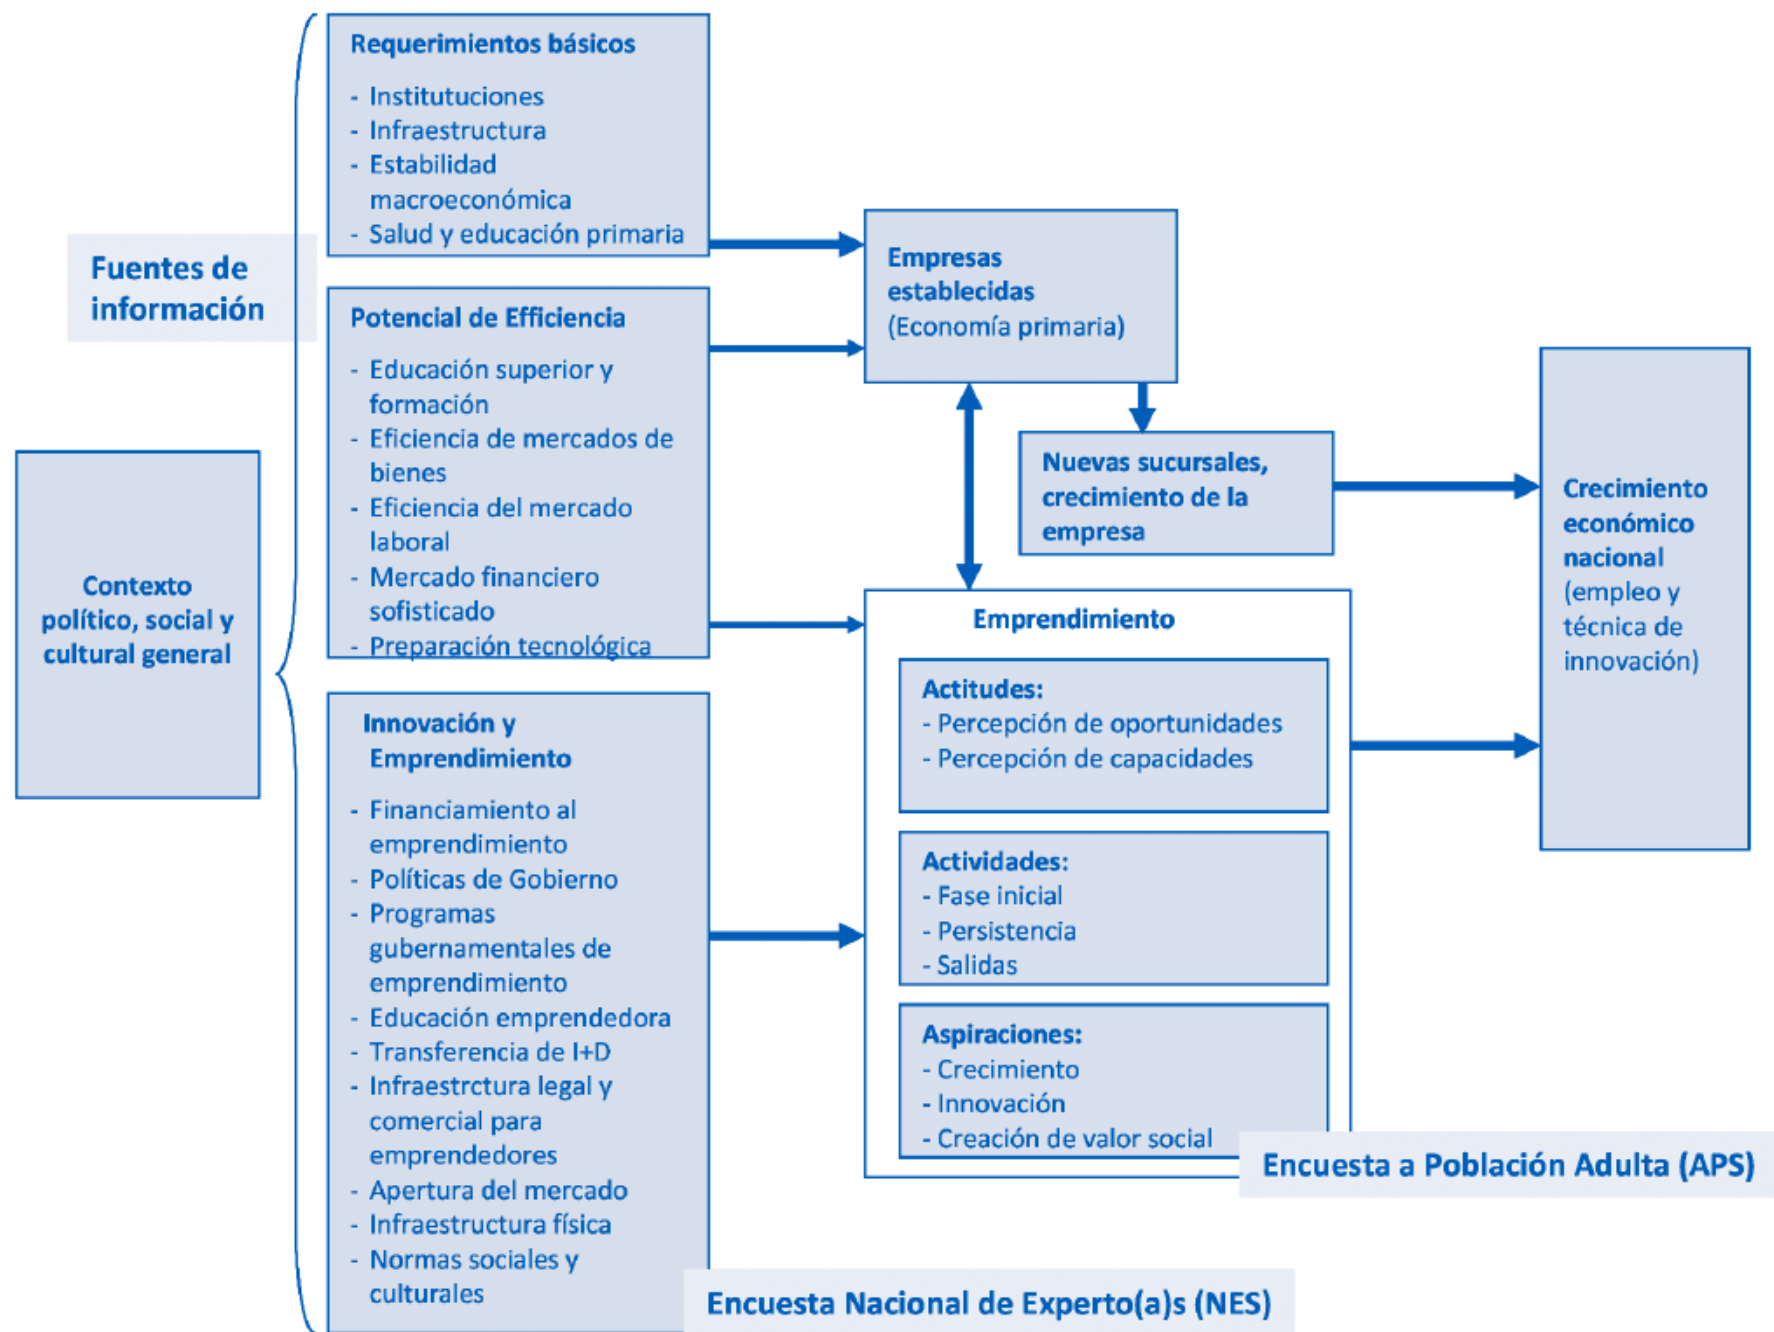 Fuentes de
información
Contexto
político, social y
cultural general
Requerimientos básicos
- Institutuciones
- Infraestructura
- Estabilidad
macroeconómica
- Salud y educación primaria
Potencial de Efficiencia
- Educación superior y
formación
- Eficiencia de mercados de
bienes
- Eficiencia del mercado
laboral
- Mercado financiero
sofisticado
- Preparación tecnológica
Innovación y
Emprendimiento
- Financiamiento al
emprendimiento
- Políticas de Gobierno
- Programas
gubernamentales de
emprendimiento
- Educación emprendedora
- Transferencia de I+D
- Infraestrctura legal y
comercial para
emprendedores
- Apertura del mercado
- Infraestructura física
- Normas sociales y
culturales
Encuesta Nacional de Experto(a)s (NES)
Empresas
establecidas
(Economía primaria)
Nuevas sucursales,
crecimiento de la
empresa
Emprendimiento
Actitudes:
- Percepción de oportunidades
- Percepción de capacidades
Actividades:
- Fase inicial
- Persistencia
- Salidas
Aspiraciones:
- Crecimiento
- Innovación
- Creación de valor social
Encuesta a Población Adulta (APS)
Crecimiento
económico
nacional
(empleo y
técnica de
innovación)